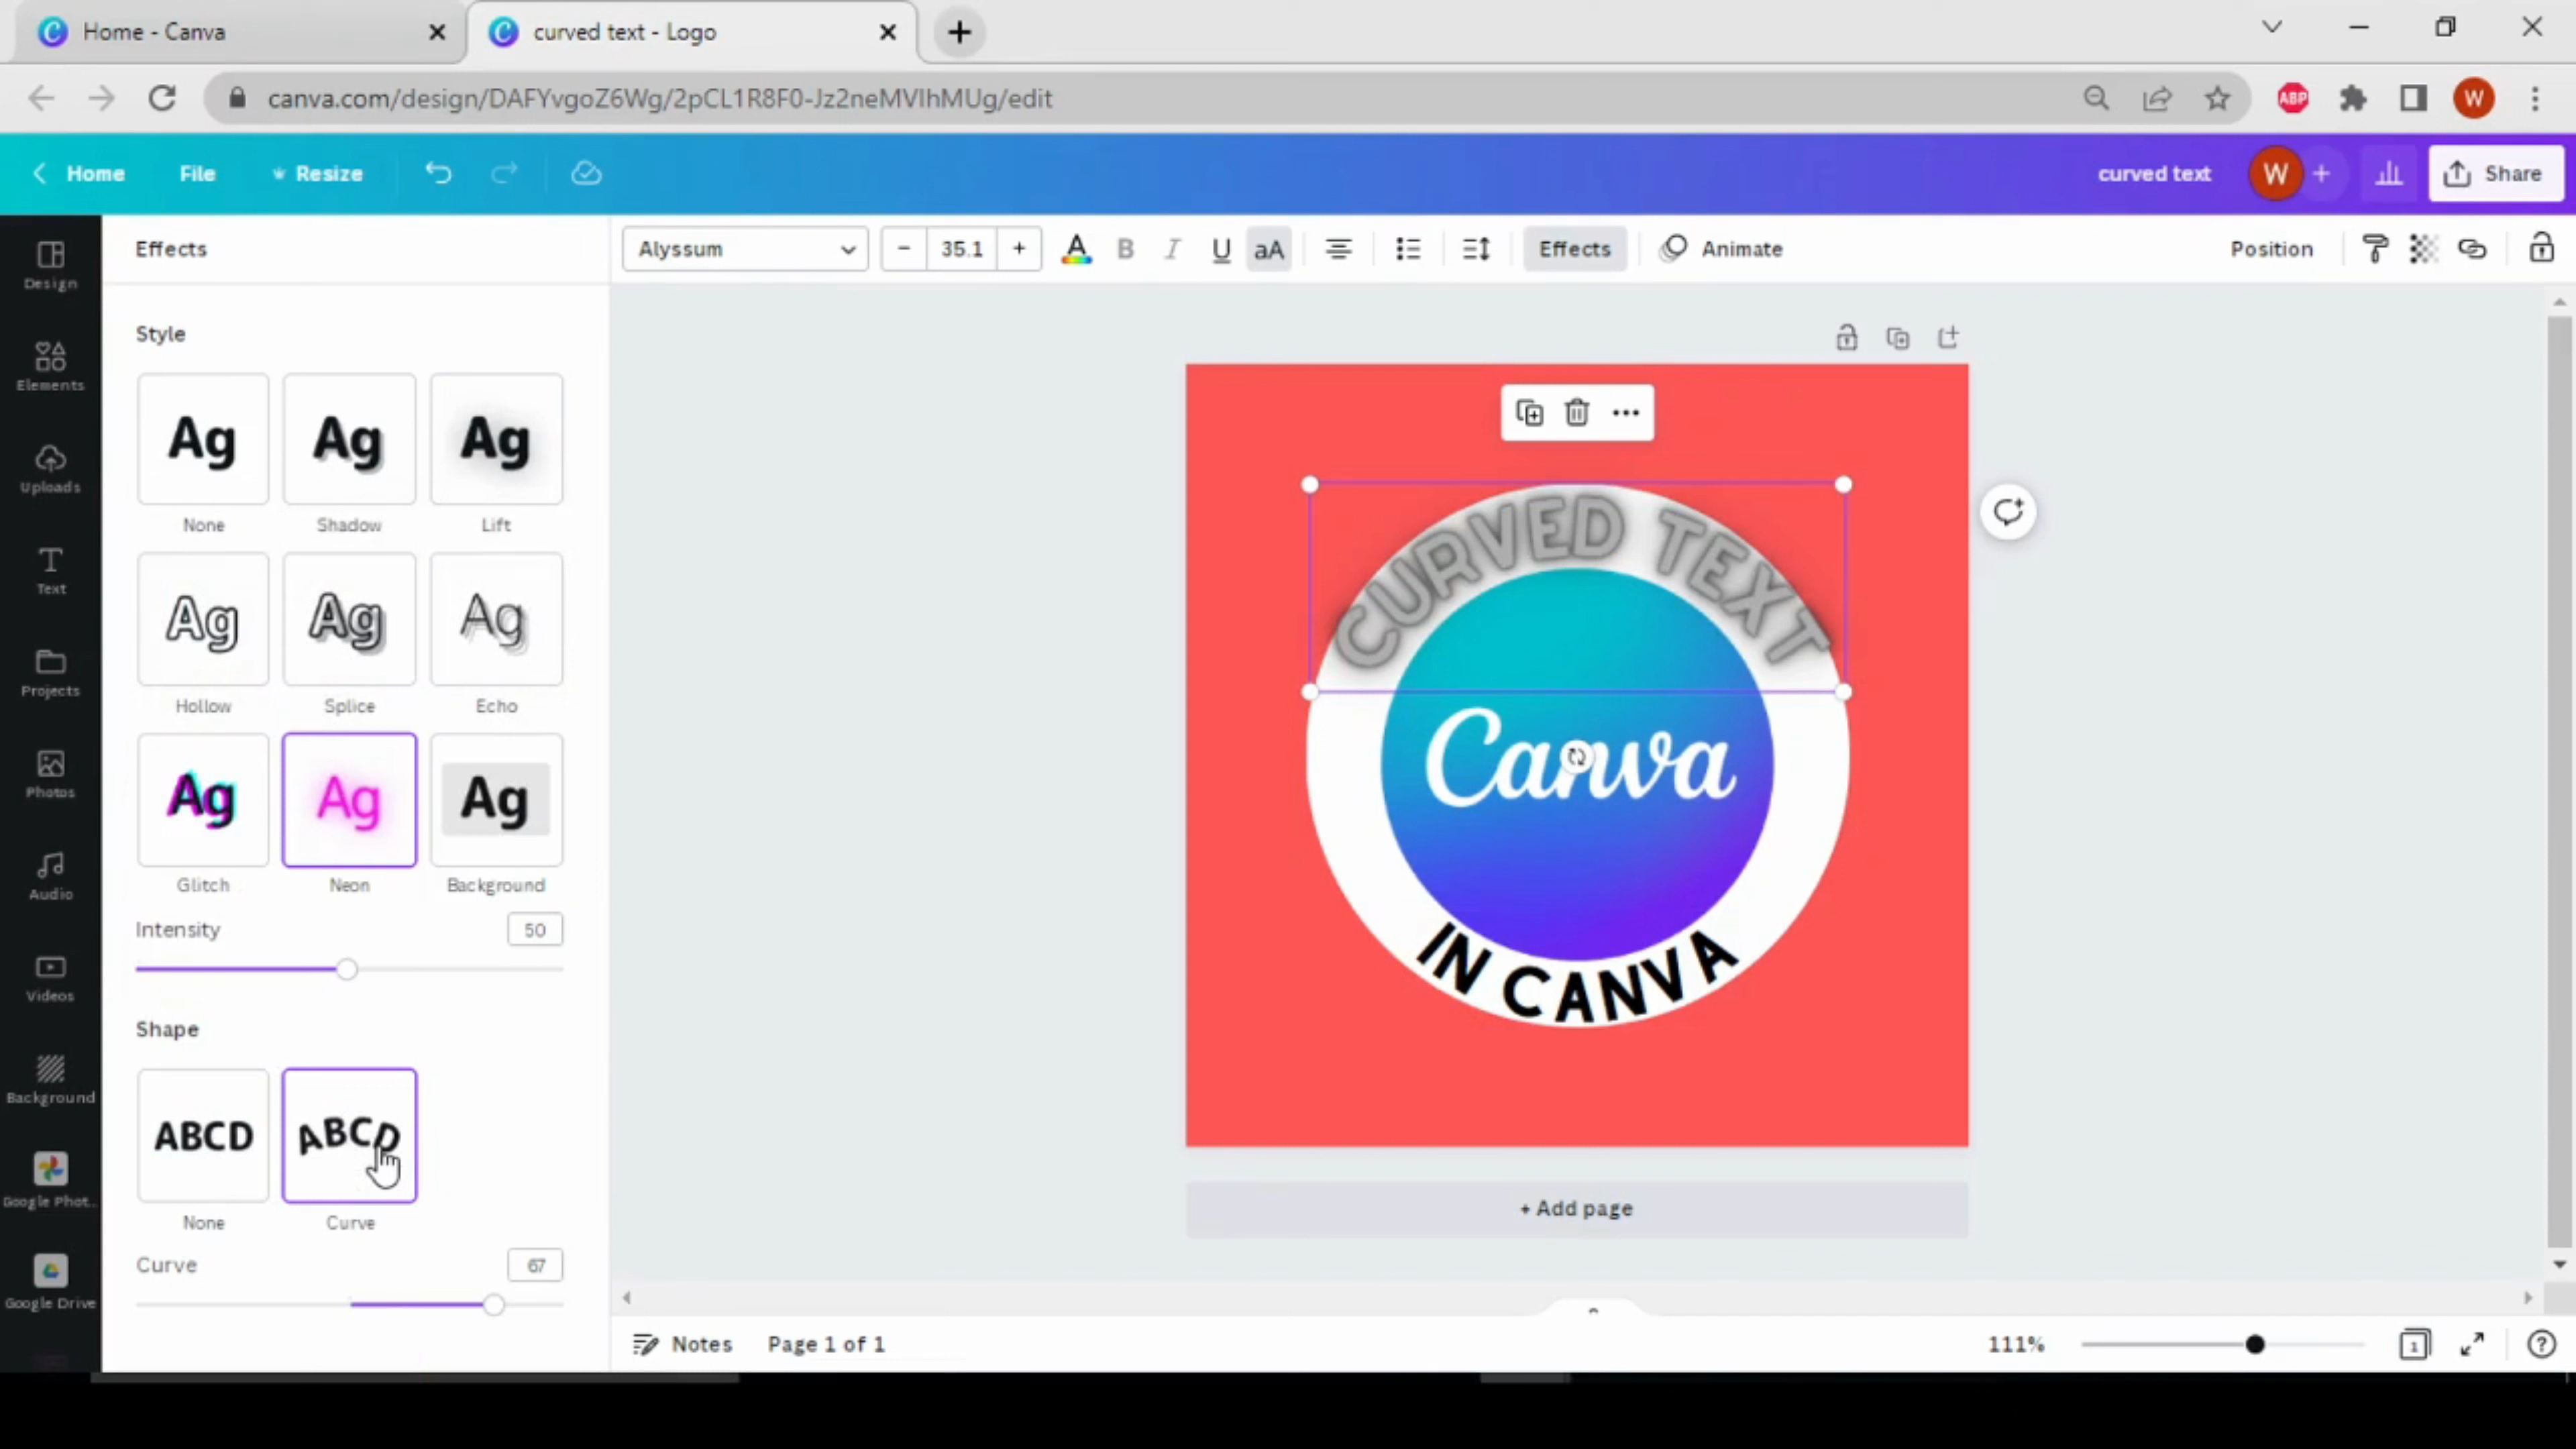 Home - Canva
curved text - Logo
canva.com/design/DAFYvgoZ6Wg/2pCL1R8F0-Jz2neMVIhMUg/edit
ABP
W
Home
File
Resize
curved text
W
Share
Effects
Alyssum
35.1
A
B
I
U
aA
Effects
Animate
Position
Design
Elements
Uploads
Text
Projects
Photos
Audio
Videos
Background
Google Phot..
Google Drive
Style
Ag
Ag
Ag
None
Shadow
Lift
Ag
Ag
Ag
Hollow
Splice
Echo
Ag
Ag
Ag
Glitch
Neon
Background
Intensity
50
Shape
ABCD
ABCD
None
Curve
Curve
67
CURVED TEXT
Canva
IN CANVA
+ Add page
Notes
Page 1 of 1
111%
1